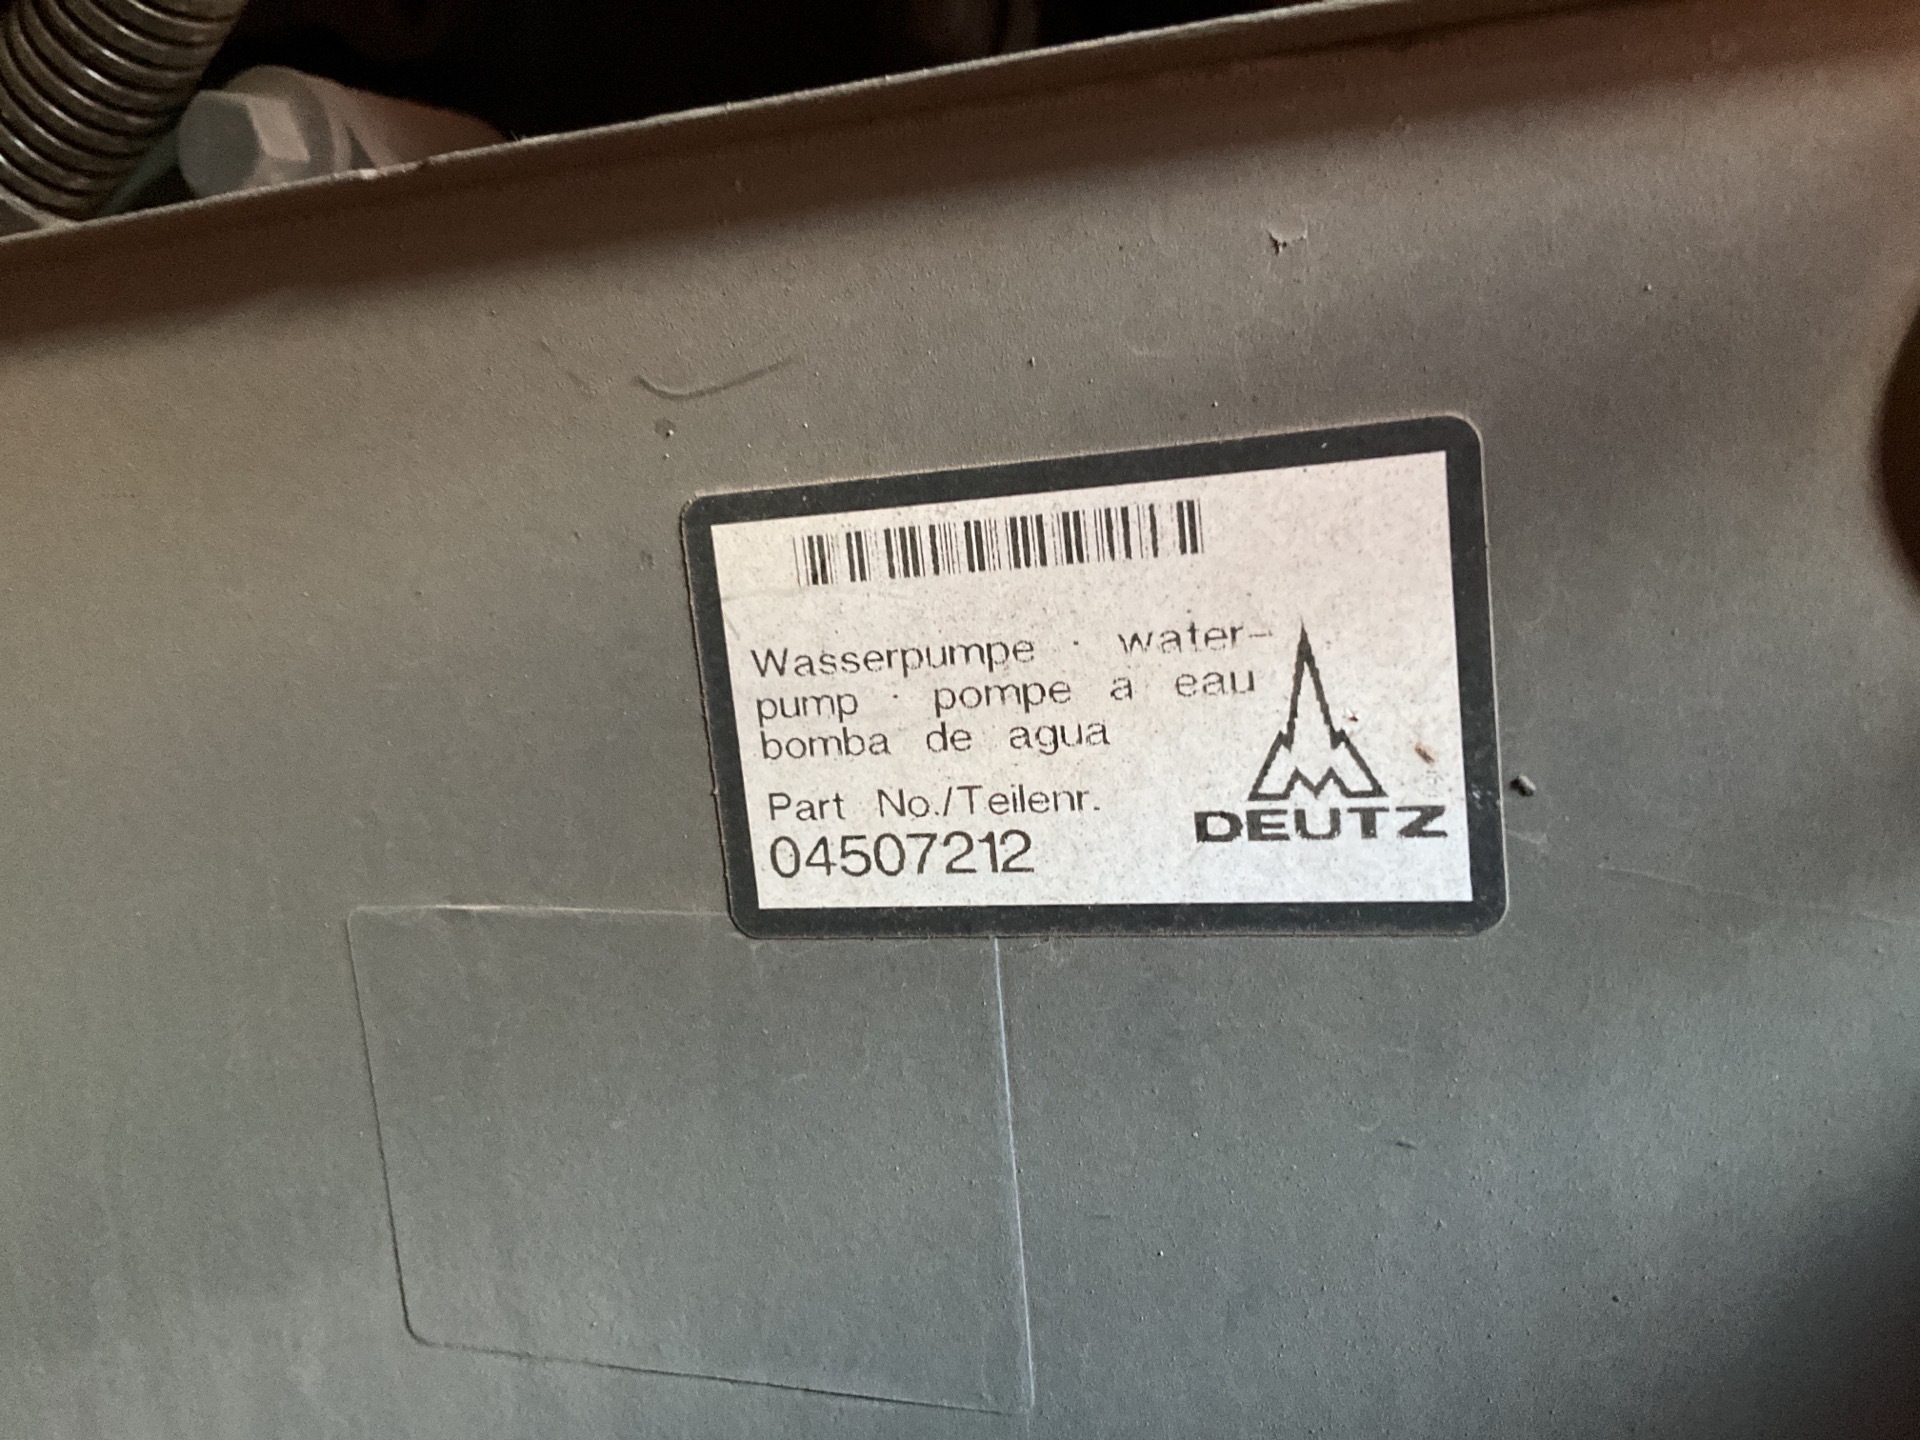 Wasserpumpe · water-
pump · pompe a eau
bomba de agua
Part No./Teilenr.
04507212
DEUTZ